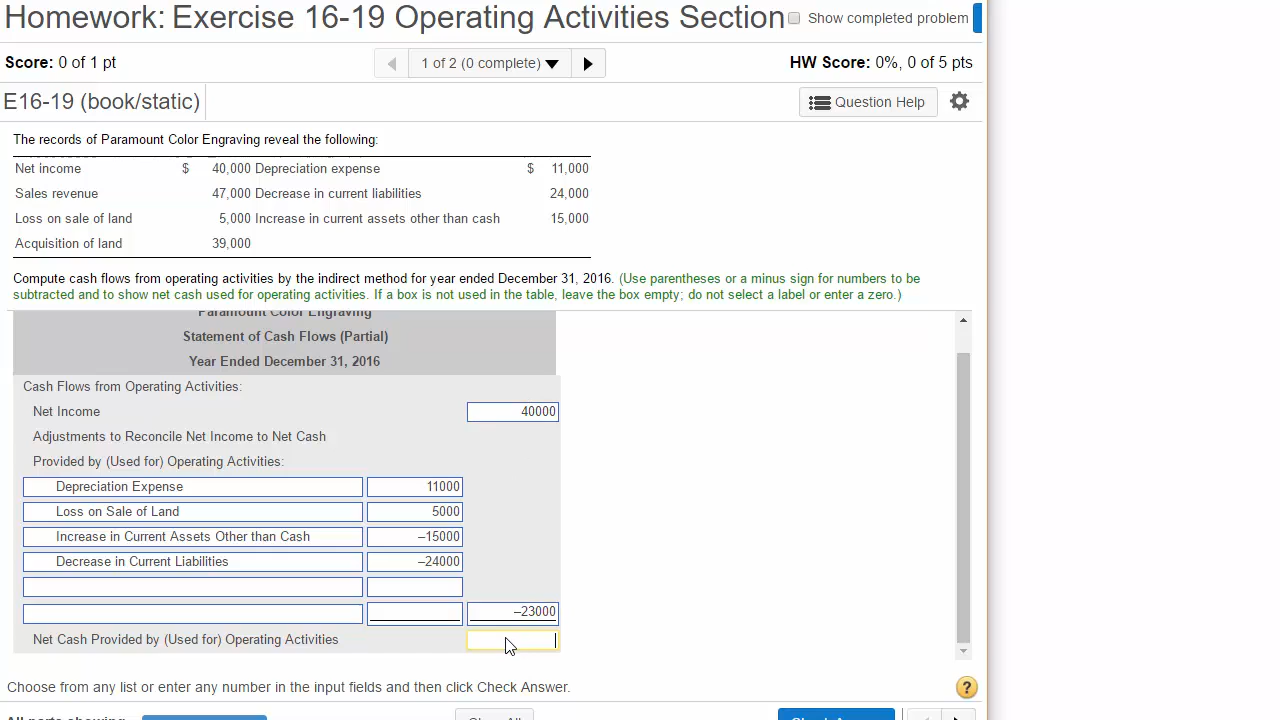 Homework: Exercise 16-19 Operating Activities Section
Show completed problem
Score: 0 of 1 pt
1 of 2 (0 complete)
HW Score: 0%, 0 of 5 pts
E16-19 (book/static)
Question Help
The records of Paramount Color Engraving reveal the following:
Net income $ 40,000 Depreciation expense $ 11,000
Sales revenue 47,000 Decrease in current liabilities 24,000
Loss on sale of land 5,000 Increase in current assets other than cash 15,000
Acquisition of land 39,000
Compute cash flows from operating activities by the indirect method for year ended December 31, 2016. (Use parentheses or a minus sign for numbers to be
subtracted and to show net cash used for operating activities. If a box is not used in the table, leave the box empty; do not select a label or enter a zero.)
Paramount Color Engraving
Statement of Cash Flows (Partial)
Year Ended December 31, 2016
Cash Flows from Operating Activities:
Net Income 40000
Adjustments to Reconcile Net Income to Net Cash
Provided by (Used for) Operating Activities:
Depreciation Expense 11000
Loss on Sale of Land 5000
Increase in Current Assets Other than Cash –15000
Decrease in Current Liabilities –24000
–23000
Net Cash Provided by (Used for) Operating Activities
Choose from any list or enter any number in the input fields and then click Check Answer.
?
All parts showing
Clear All
Check Answer